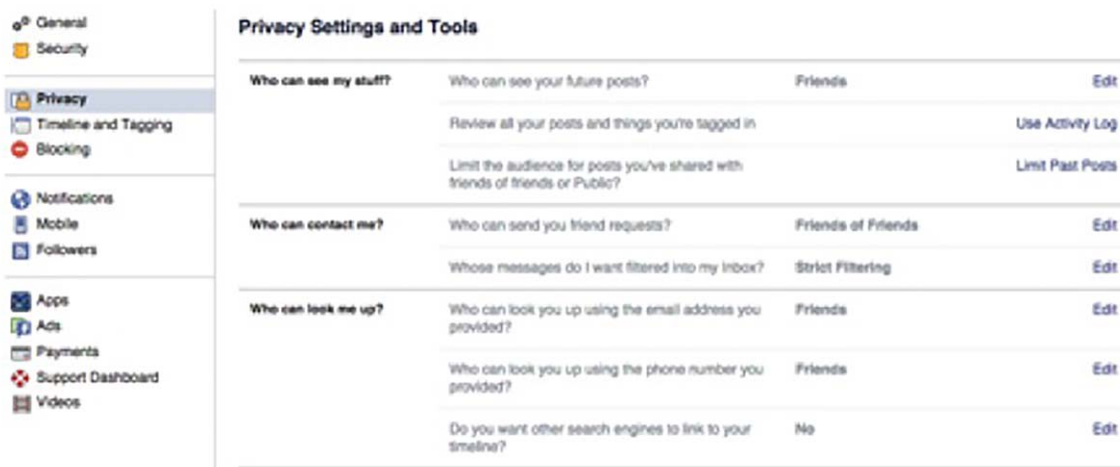 General
Security
Privacy
Timeline and Tagging
Blocking
Notifications
Mobile
Followers
Apps
Ads
Payments
Support Dashboard
Videos
Privacy Settings and Tools
Who can see my stuff? Who can see your future posts? Friends Edit
Review all your posts and things you're tagged in Use Activity Log
Limit the audience for posts you've shared with Limit Past Posts
friends of friends or Public?
Who can contact me? Who can send you friend requests? Friends of Friends Edit
Whose messages do I want filtered into my Inbox? Strict Filtering Edit
Who can look me up? Who can look you up using the email address you Friends Edit
provided?
Who can look you up using the phone number you Friends Edit
provided?
Do you want other search engines to link to your No Edit
timeline?